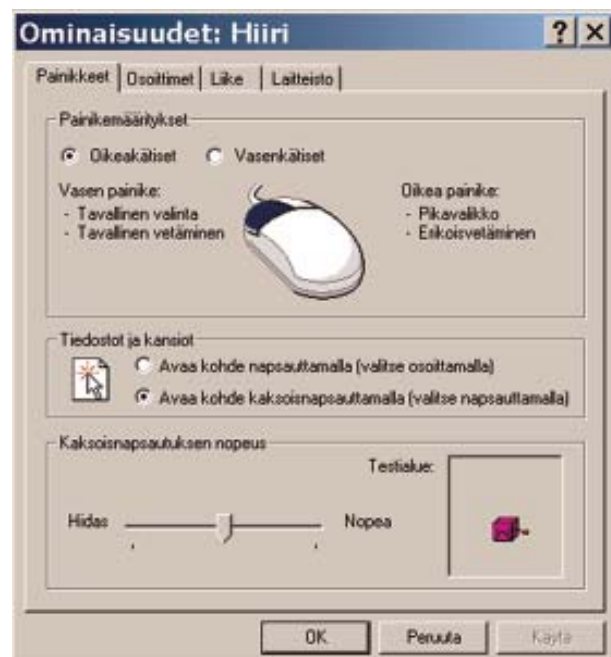 Ominaisuudet: Hiiri
Painikkeet Osoittimet Liike Laitteisto
Painikemääritykset
Oikeakätiset Vasenkätiset
Vasen painike:
- Tavallinen valinta
- Tavallinen vetäminen
Oikea painike:
- Pikavalikko
- Erikoisvetäminen
Tiedostot ja kansiot
Avaa kohde napsauttamalla (valitse osoittamalla)
Avaa kohde kaksoisnapsauttamalla (valitse napsauttamalla)
Kaksoisnapsautuksen nopeus
Testialue:
Hidas Nopea
OK Peruuta Käytä